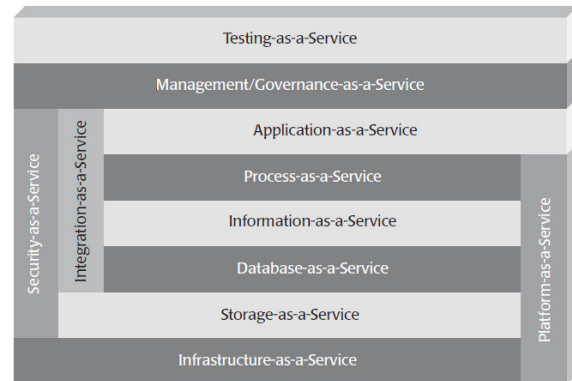 Testing-as-a-Service
Management/Governance-as-a-Service
Security-as-a-Service
Integration-as-a-Service
Application-as-a-Service
Process-as-a-Service
Information-as-a-Service
Database-as-a-Service
Storage-as-a-Service
Infrastructure-as-a-Service
Platform-as-a-Service